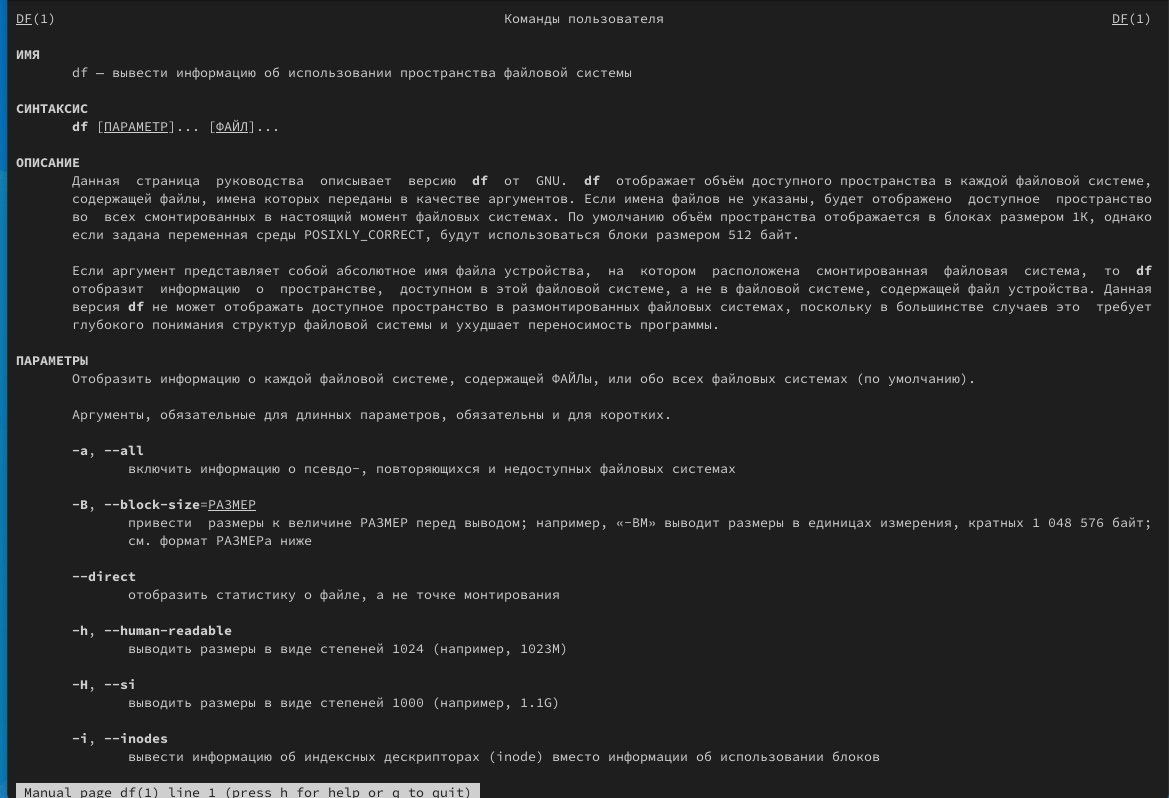 DF(1) Команды пользователя DF(1)
ИМЯ
df — вывести информацию об использовании пространства файловой системы
СИНТАКСИС
df [ПАРАМЕТР]... [ФАЙЛ]...
ОПИСАНИЕ
Данная страница руководства описывает версию df от GNU. df отображает объём доступного пространства в каждой файловой системе,
содержащей файлы, имена которых переданы в качестве аргументов. Если имена файлов не указаны, будет отображено доступное пространство
во всех смонтированных в настоящий момент файловых системах. По умолчанию объём пространства отображается в блоках размером 1K, однако
если задана переменная среды POSIXLY_CORRECT, будут использоваться блоки размером 512 байт.
Если аргумент представляет собой абсолютное имя файла устройства, на котором расположена смонтированная файловая система, то df
отобразит информацию о пространстве, доступном в этой файловой системе, а не в файловой системе, содержащей файл устройства. Данная
версия df не может отображать доступное пространство в размонтированных файловых системах, поскольку в большинстве случаев это требует
глубокого понимания структур файловой системы и ухудшает переносимость программы.
ПАРАМЕТРЫ
Отобразить информацию о каждой файловой системе, содержащей ФАЙЛы, или обо всех файловых системах (по умолчанию).
Аргументы, обязательные для длинных параметров, обязательны и для коротких.
-a, --all
включить информацию о псевдо-, повторяющихся и недоступных файловых системах
-B, --block-size=РАЗМЕР
привести размеры к величине РАЗМЕР перед выводом; например, «-BM» выводит размеры в единицах измерения, кратных 1 048 576 байт;
см. формат РАЗМЕРа ниже
--direct
отобразить статистику о файле, а не точке монтирования
-h, --human-readable
выводить размеры в виде степеней 1024 (например, 1023M)
-H, --si
выводить размеры в виде степеней 1000 (например, 1.1G)
-i, --inodes
вывести информацию об индексных дескрипторах (inode) вместо информации об использовании блоков
Manual page df(1) line 1 (press h for help or q to quit)